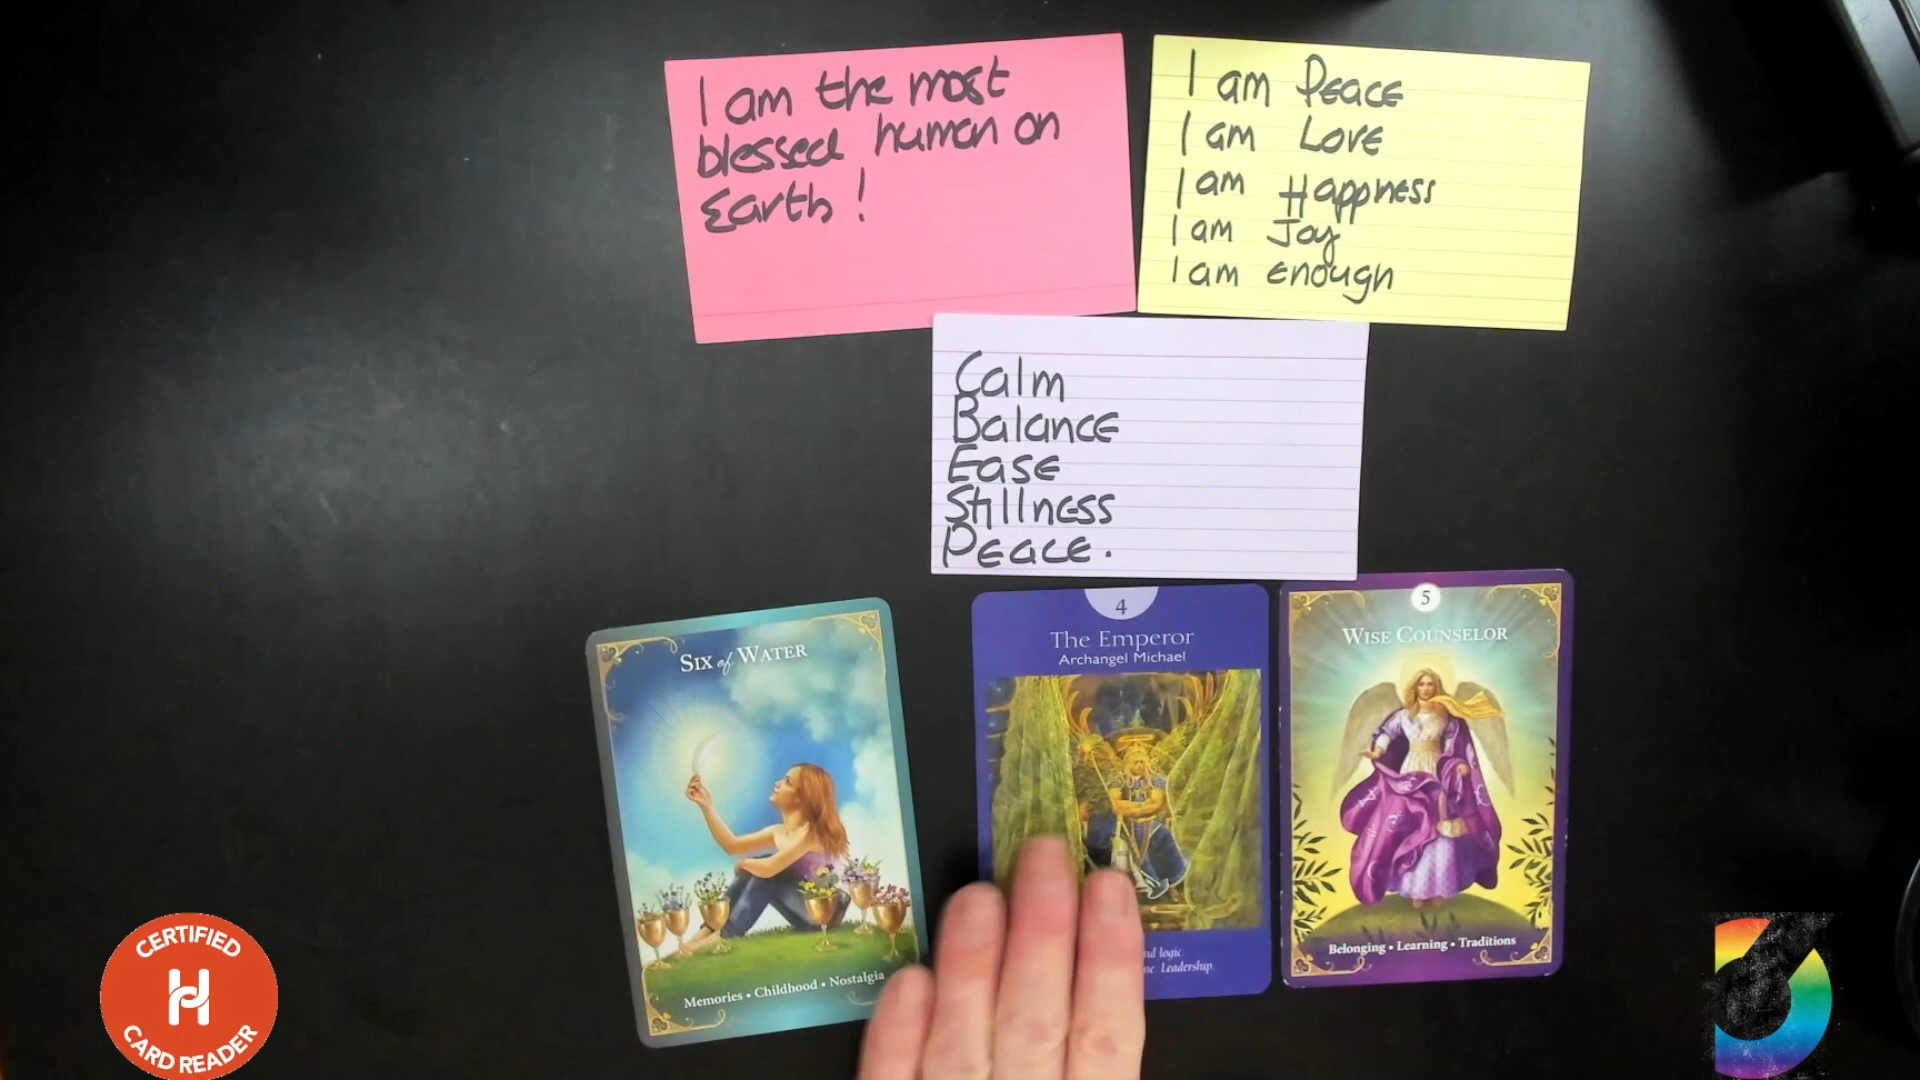 I am the most
blessed human on
Earth!
I am Peace
I am Love
I am Happness
I am Joy
I am enough
Calm
Balance
Ease
Stillness
Peace.
Six of Water
Memories • Childhood • Nostalgia
4
The Emperor
Archangel Michael
logic.
Leadership.
5
Wise Counselor
Belonging • Learning • Traditions
CERTIFIED
H
CARD READER